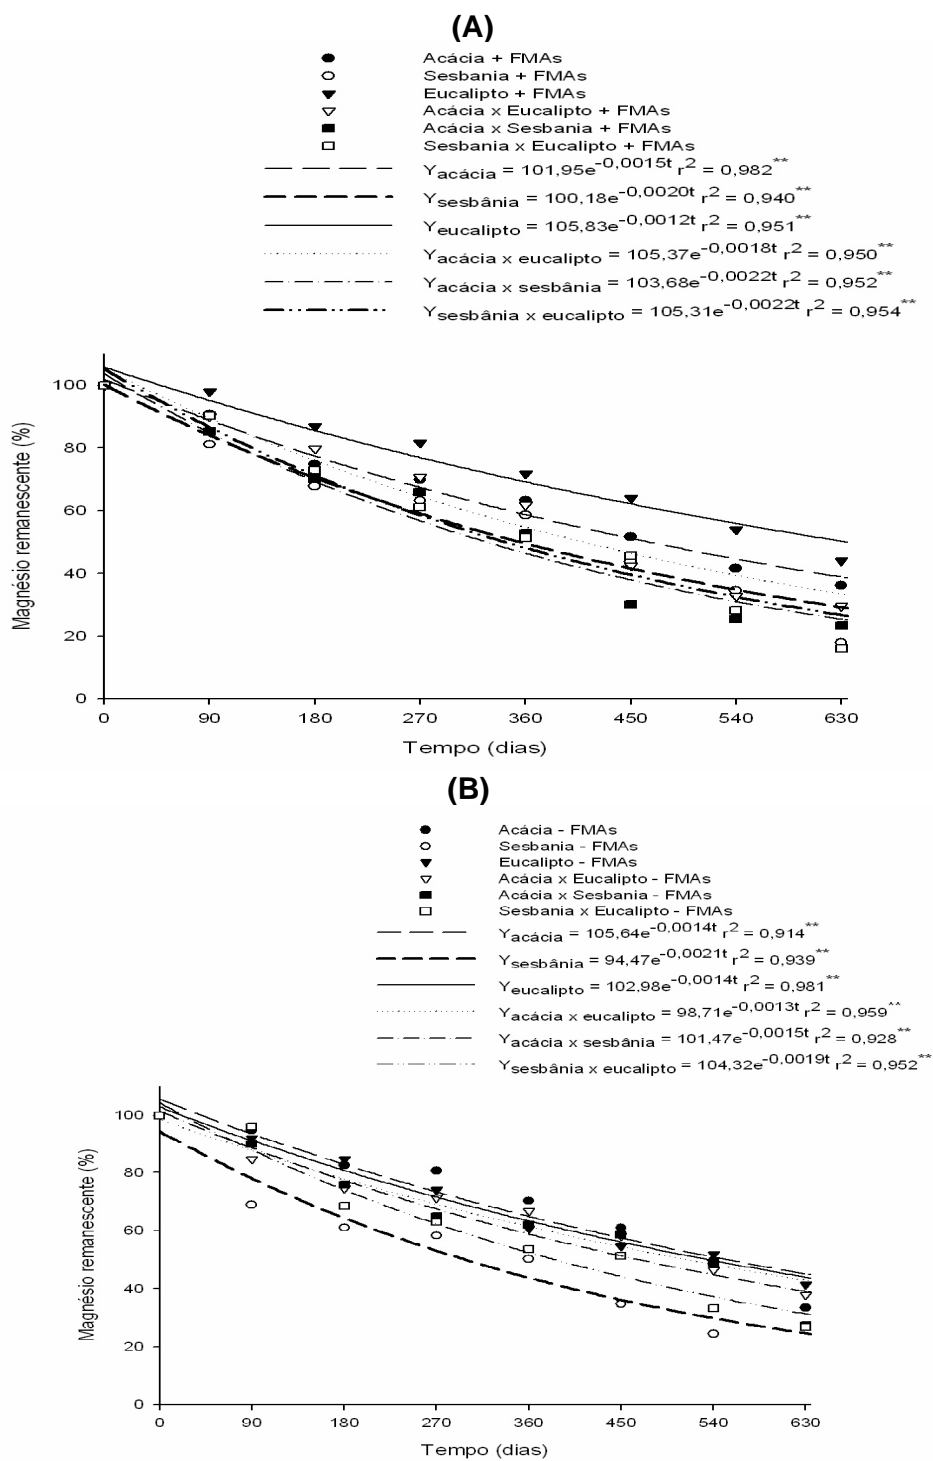 (A)
Acácia + FMAs
Sesbania + FMAs
Eucalipto + FMAs
Acácia x Eucalipto + FMAs
Acácia x Sesbania + FMAs
Sesbania x Eucalipto + FMAs
Yacácia = 101,95e-0,0015t r2 = 0,982**
Ysesbânia = 100,18e-0,0020t r2 = 0,940**
Yeucalipto = 105,83e-0,0012t r2 = 0,951**
Yacácia x eucalipto = 105,37e-0,0018t r2 = 0,950**
Yacácia x sesbânia = 103,68e-0,0022t r2 = 0,952**
Ysesbânia x eucalipto = 105,31e-0,0022t r2 = 0,954**
Magnésio remanescente (%)
100
80
60
40
20
0
0 90 180 270 360 450 540 630
Tempo (dias)
(B)
Acácia - FMAs
Sesbania - FMAs
Eucalipto - FMAs
Acácia x Eucalipto - FMAs
Acácia x Sesbania - FMAs
Sesbania x Eucalipto - FMAs
Yacácia = 105,64e-0,0014t r2 = 0,914**
Ysesbânia = 94,47e-0,0021t r2 = 0,939**
Yeucalipto = 102,98e-0,0014t r2 = 0,981**
Yacácia x eucalipto = 98,71e-0,0013t r2 = 0,959**
Yacácia x sesbânia = 101,47e-0,0015t r2 = 0,928**
Ysesbânia x eucalipto = 104,32e-0,0019t r2 = 0,952**
Magnésio remanescente (%)
100
80
60
40
20
0
0 90 180 270 360 450 540 630
Tempo (dias)